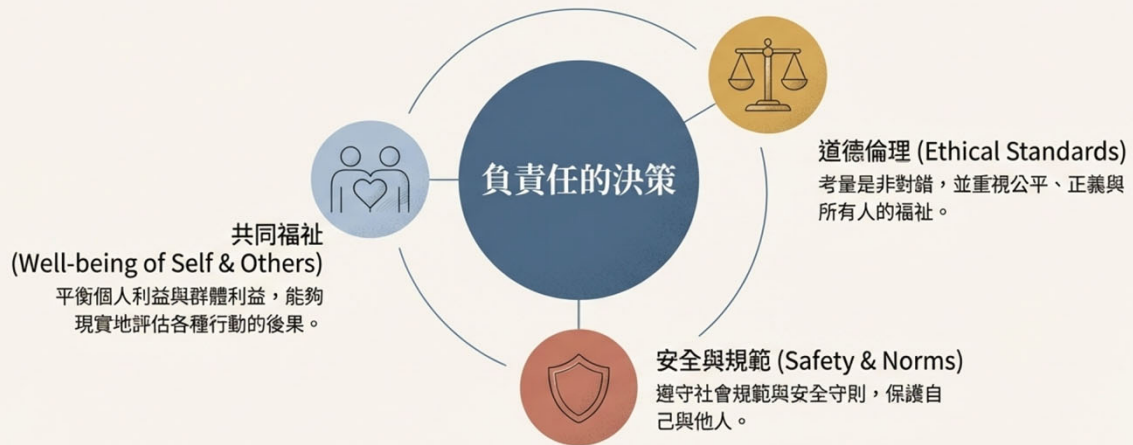 負責任的決策
道德倫理 (Ethical Standards)
考量是非對錯，並重視公平、正義與
所有人的福祉。
共同福祉
(Well-being of Self & Others)
平衡個人利益與群體利益，能夠
現實地評估各種行動的後果。
安全與規範 (Safety & Norms)
遵守社會規範與安全守則，保護自
己與他人。